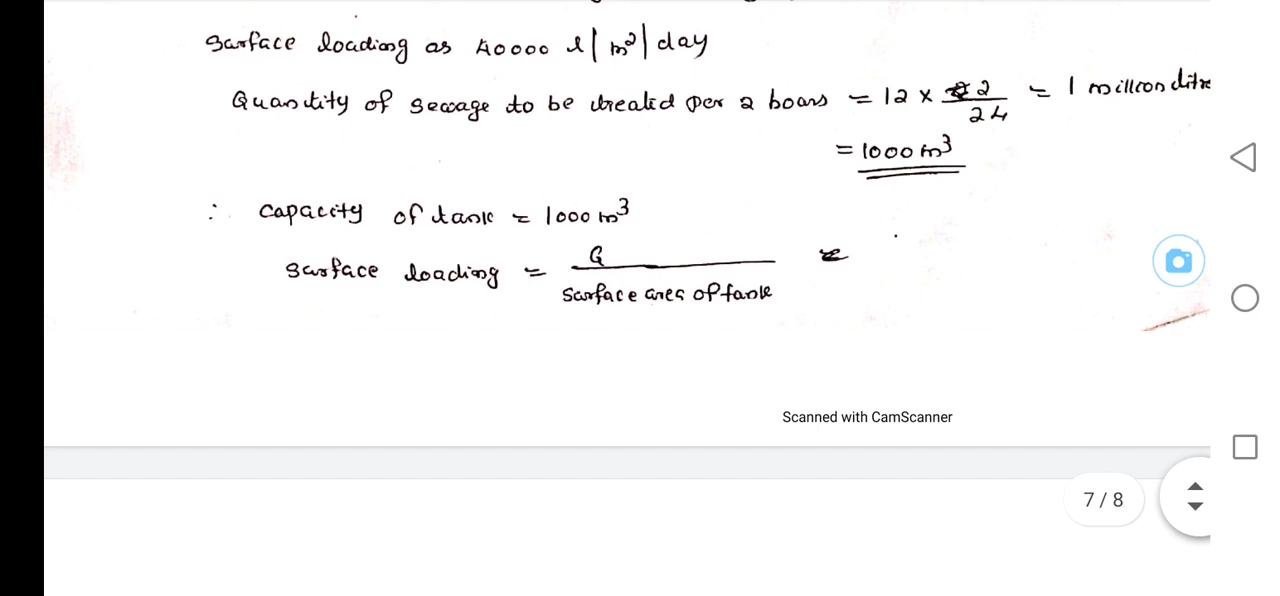 surface loading as 40000 l/m²/day
Quantity of sewage to be treated per 2 hours = 12 × 2/24 = 1 million litre
= 1000 m³
∴ capacity of tank = 1000 m³
surface loading = Q / surface area of tank =
Scanned with CamScanner
7 / 8